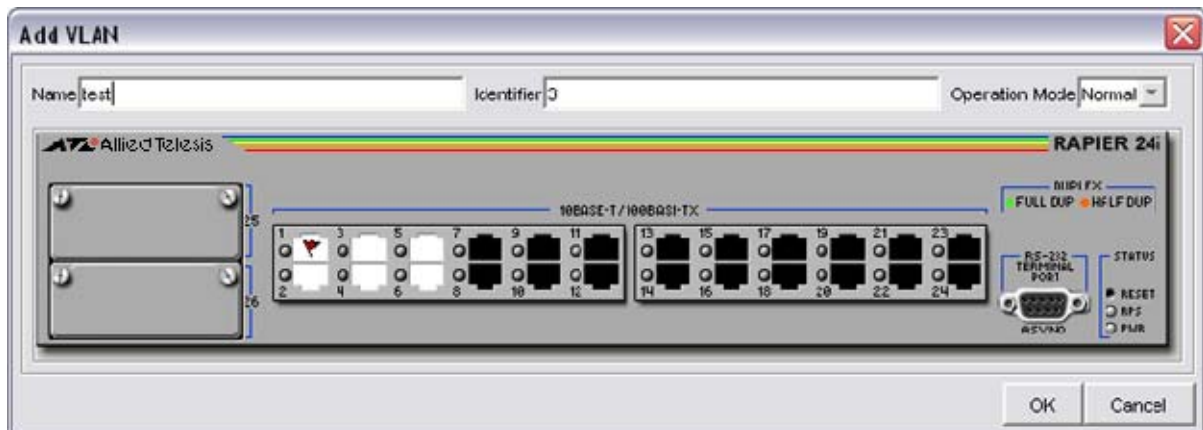 Add VLAN
Name test
Identifier 3
Operation Mode Normal
Allied Telesis
RAPIER 24i
DUPLEX
FULL DUP HALF DUP
10BASE-T/100BASE-TX
25
26
1 3 5 7 9 11 13 15 17 19 21 23
2 4 6 8 10 12 14 16 18 20 22 24
RS-232
TERMINAL
PORT
ASYN0
STATUS
RESET
RPS
PWR
OK Cancel